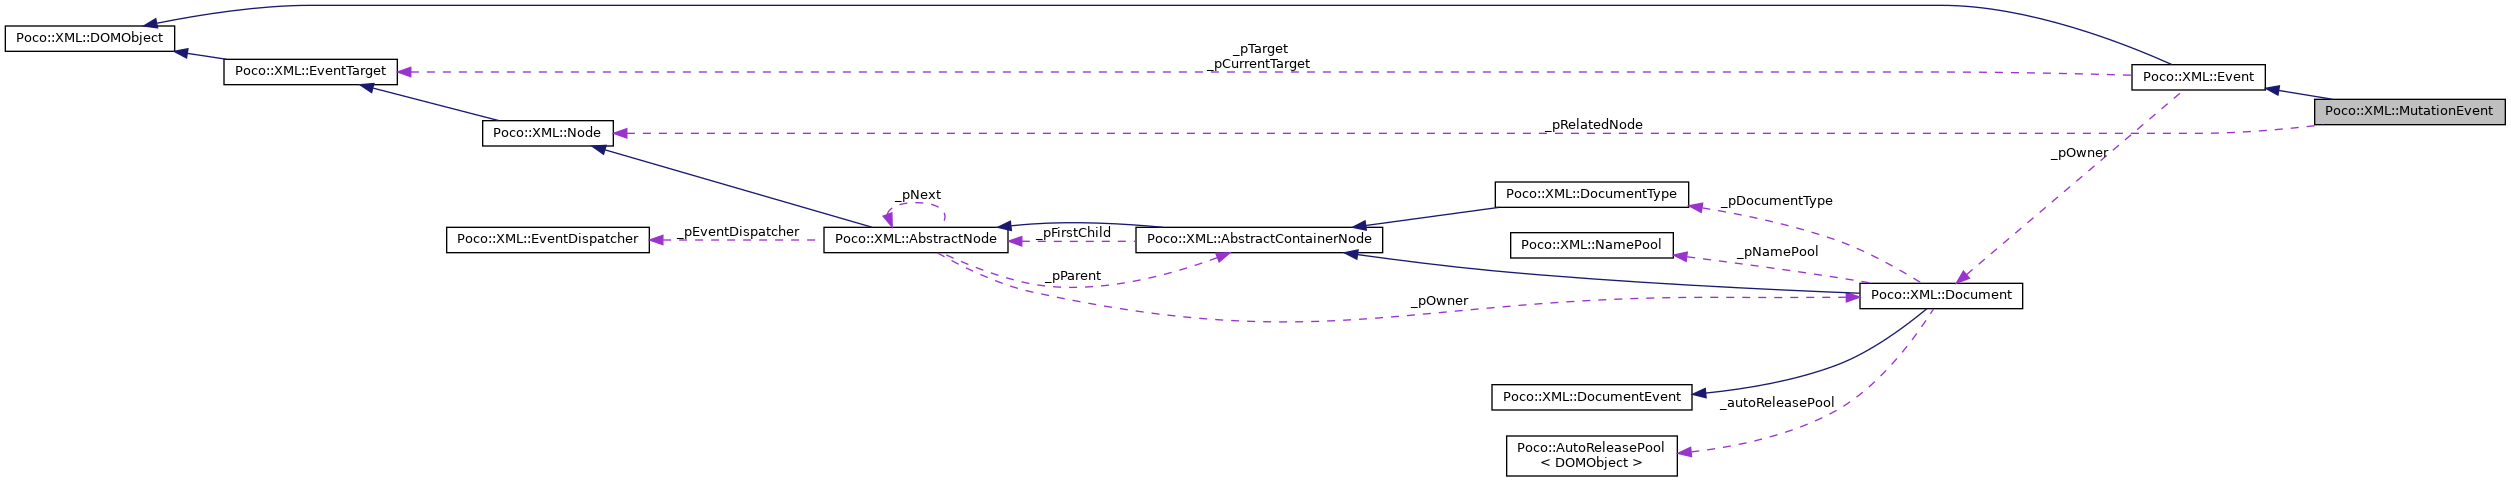 Poco::XML::DOMObject
_pTarget
_pCurrentTarget
Poco::XML::EventTarget
Poco::XML::Event
Poco::XML::MutationEvent
_pRelatedNode
Poco::XML::Node
_pOwner
_pNext
Poco::XML::DocumentType
_pDocumentType
_pEventDispatcher
_pFirstChild
Poco::XML::EventDispatcher
Poco::XML::AbstractNode
Poco::XML::AbstractContainerNode
Poco::XML::NamePool
_pNamePool
_pParent
_pOwner
Poco::XML::Document
Poco::XML::DocumentEvent
_autoReleasePool
Poco::AutoReleasePool
< DOMObject >